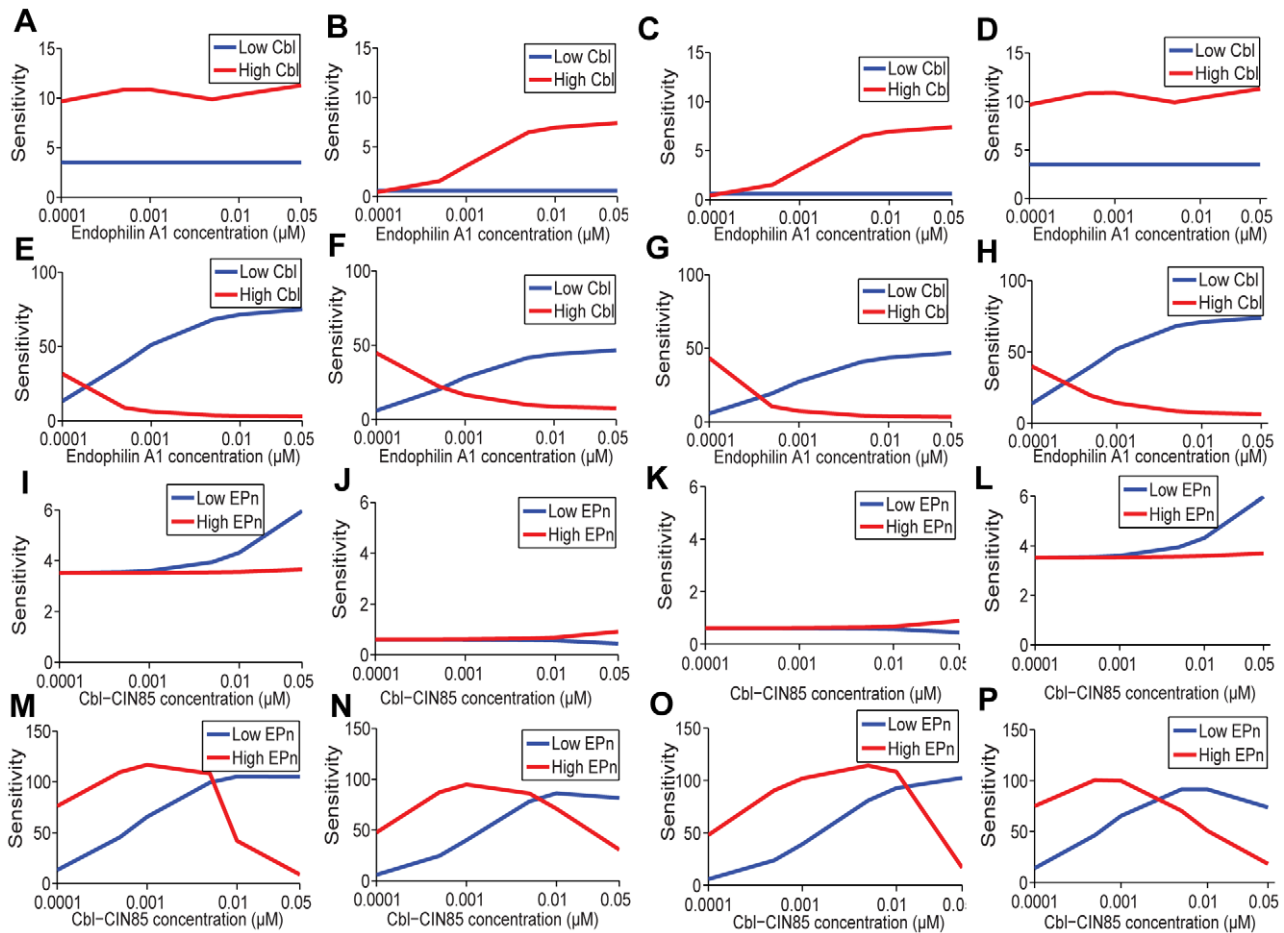 A
Sensitivity
15
10
5
0
Low Cbl
High Cbl
0.0001
0.001
0.01
0.05
Endophilin A1 concentration (µM)
B
Sensitivity
15
10
5
0
Low Cbl
High Cbl
0.0001
0.001
0.01
0.05
Endophilin A1 concentration (µM)
C
Sensitivity
15
10
5
0
Low Cbl
High Cbl
0.0001
0.001
0.01
0.05
Endophilin A1 concentration (µM)
D
Sensitivity
15
10
5
0
Low Cbl
High Cbl
0.0001
0.001
0.01
0.05
Endophilin A1 concentration (µM)
E
Sensitivity
100
50
0
Low Cbl
High Cbl
0.0001
0.001
0.01
0.05
Endophilin A1 concentration (µM)
F
Sensitivity
100
50
0
Low Cbl
High Cbl
0.0001
0.001
0.01
0.05
Endophilin A1 concentration (µM)
G
Sensitivity
100
50
0
Low Cbl
High Cbl
0.0001
0.001
0.01
0.05
Endophilin A1 concentration (µM)
H
Sensitivity
100
50
0
Low Cbl
High Cbl
0.0001
0.001
0.01
0.05
Endophilin A1 concentration (µM)
I
Sensitivity
6
4
2
0
Low EPn
High EPn
0.0001
0.001
0.01
0.05
Cbl−CIN85 concentration (µM)
J
Sensitivity
6
4
2
0
Low EPn
High EPn
0.0001
0.001
0.01
0.05
Cbl−CIN85 concentration (µM)
K
Sensitivity
6
4
2
0
Low EPn
High EPn
0.0001
0.001
0.01
0.05
Cbl−CIN85 concentration (µM)
L
Sensitivity
6
4
2
0
Low EPn
High EPn
0.0001
0.001
0.01
0.05
Cbl−CIN85 concentration (µM)
M
Sensitivity
150
100
50
0
Low EPn
High EPn
0.0001
0.001
0.01
0.05
Cbl−CIN85 concentration (µM)
N
Sensitivity
150
100
50
0
Low EPn
High EPn
0.0001
0.001
0.01
0.05
Cbl−CIN85 concentration (µM)
O
Sensitivity
150
100
50
0
Low EPn
High EPn
0.0001
0.001
0.01
0.0
Cbl−CIN85 concentration (µM)
P
Sensitivity
150
100
50
0
Low EPn
High EPn
0.0001
0.001
0.01
0.05
Cbl−CIN85 concentration (µM)